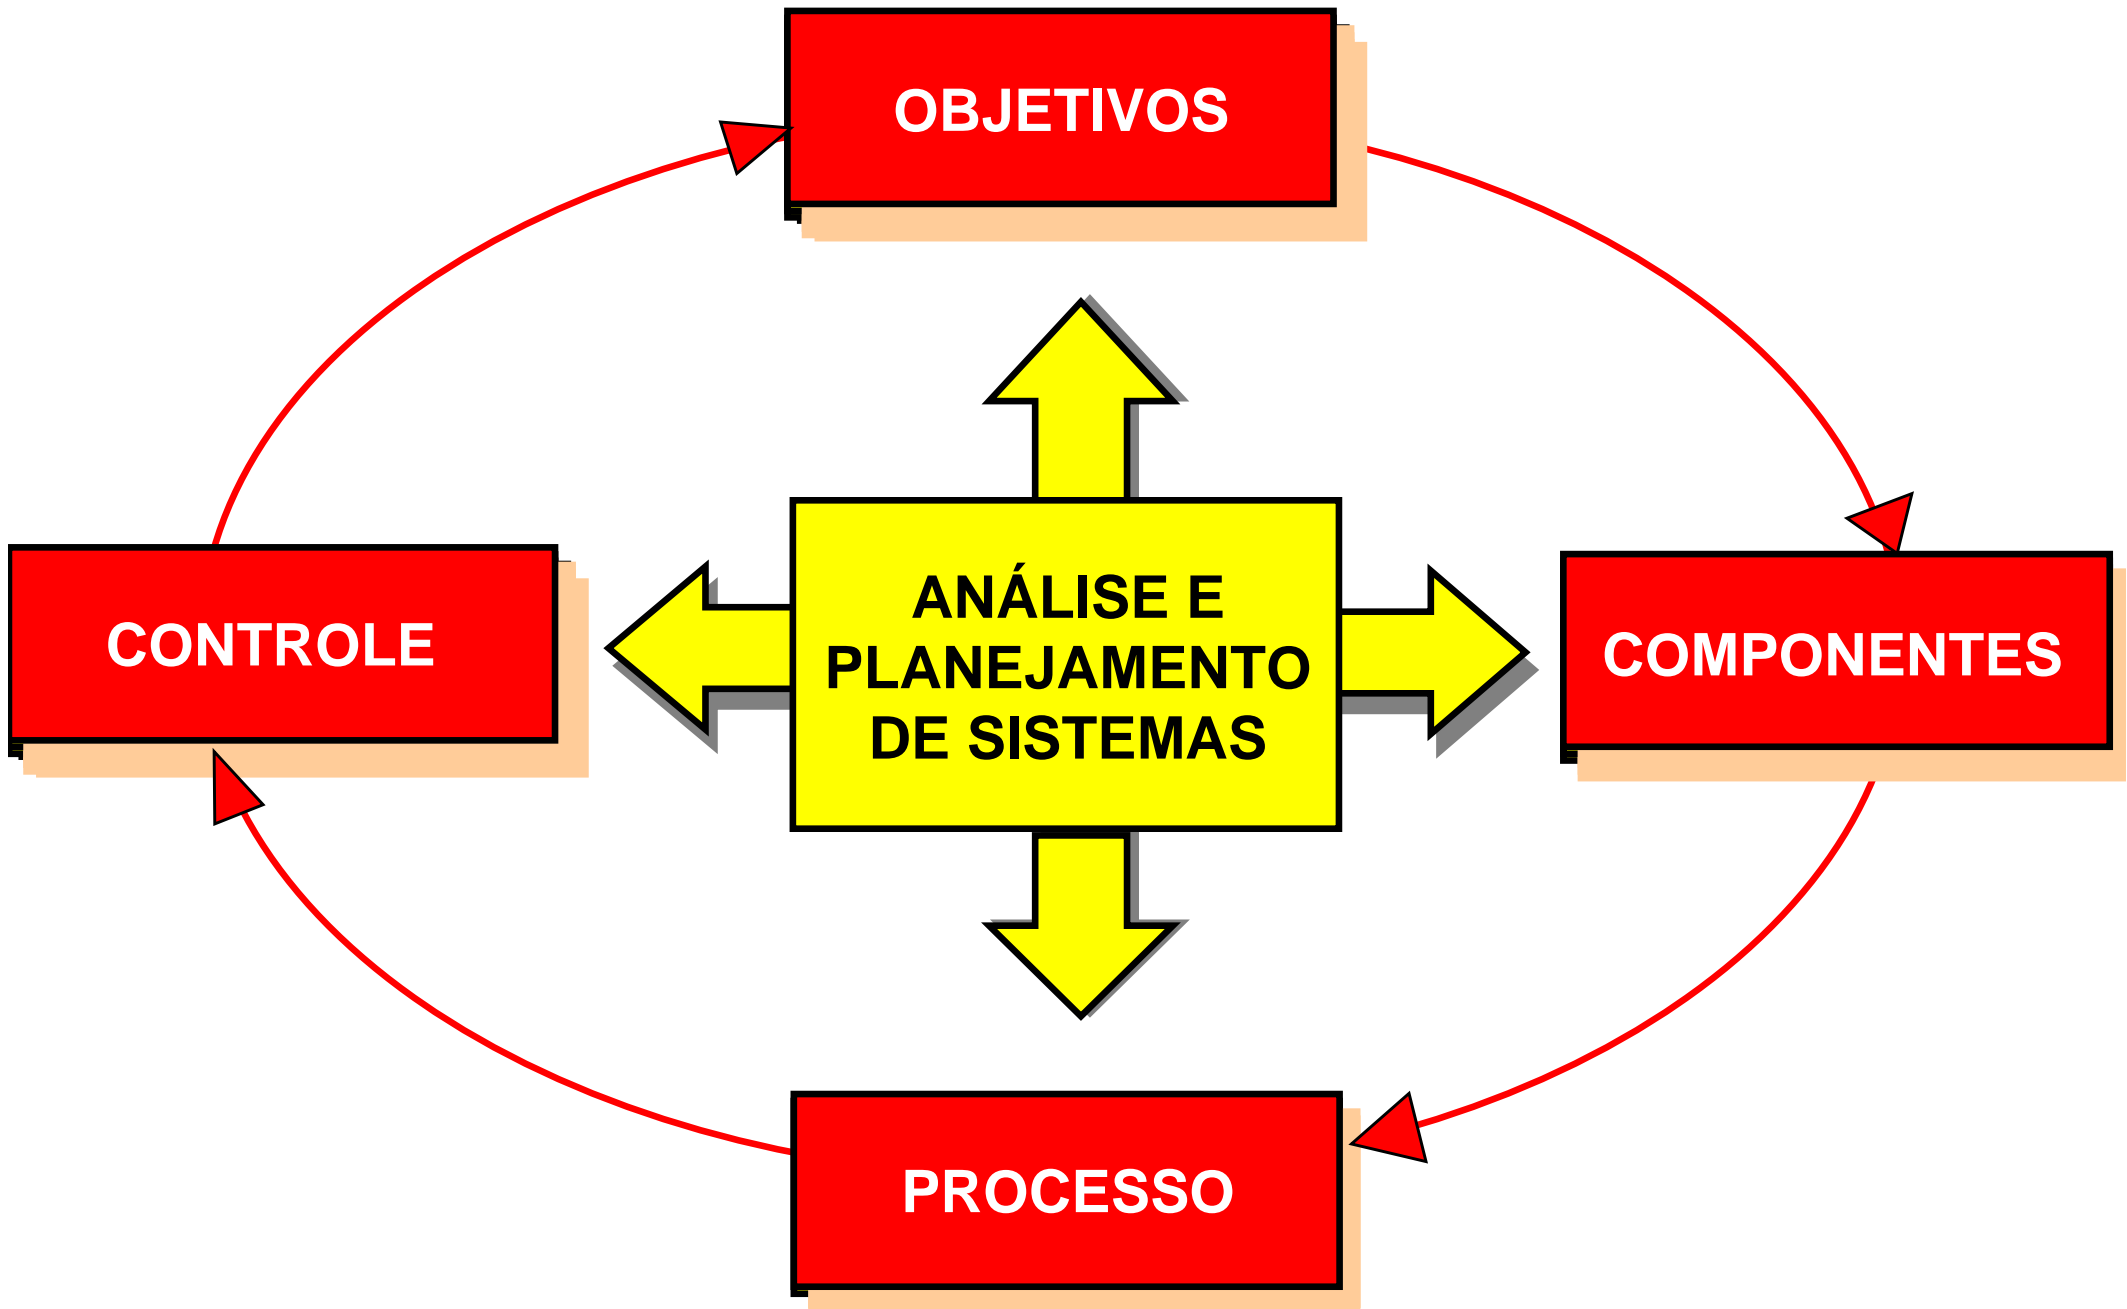 OBJETIVOS
CONTROLE
ANÁLISE E
PLANEJAMENTO
DE SISTEMAS
COMPONENTES
PROCESSO